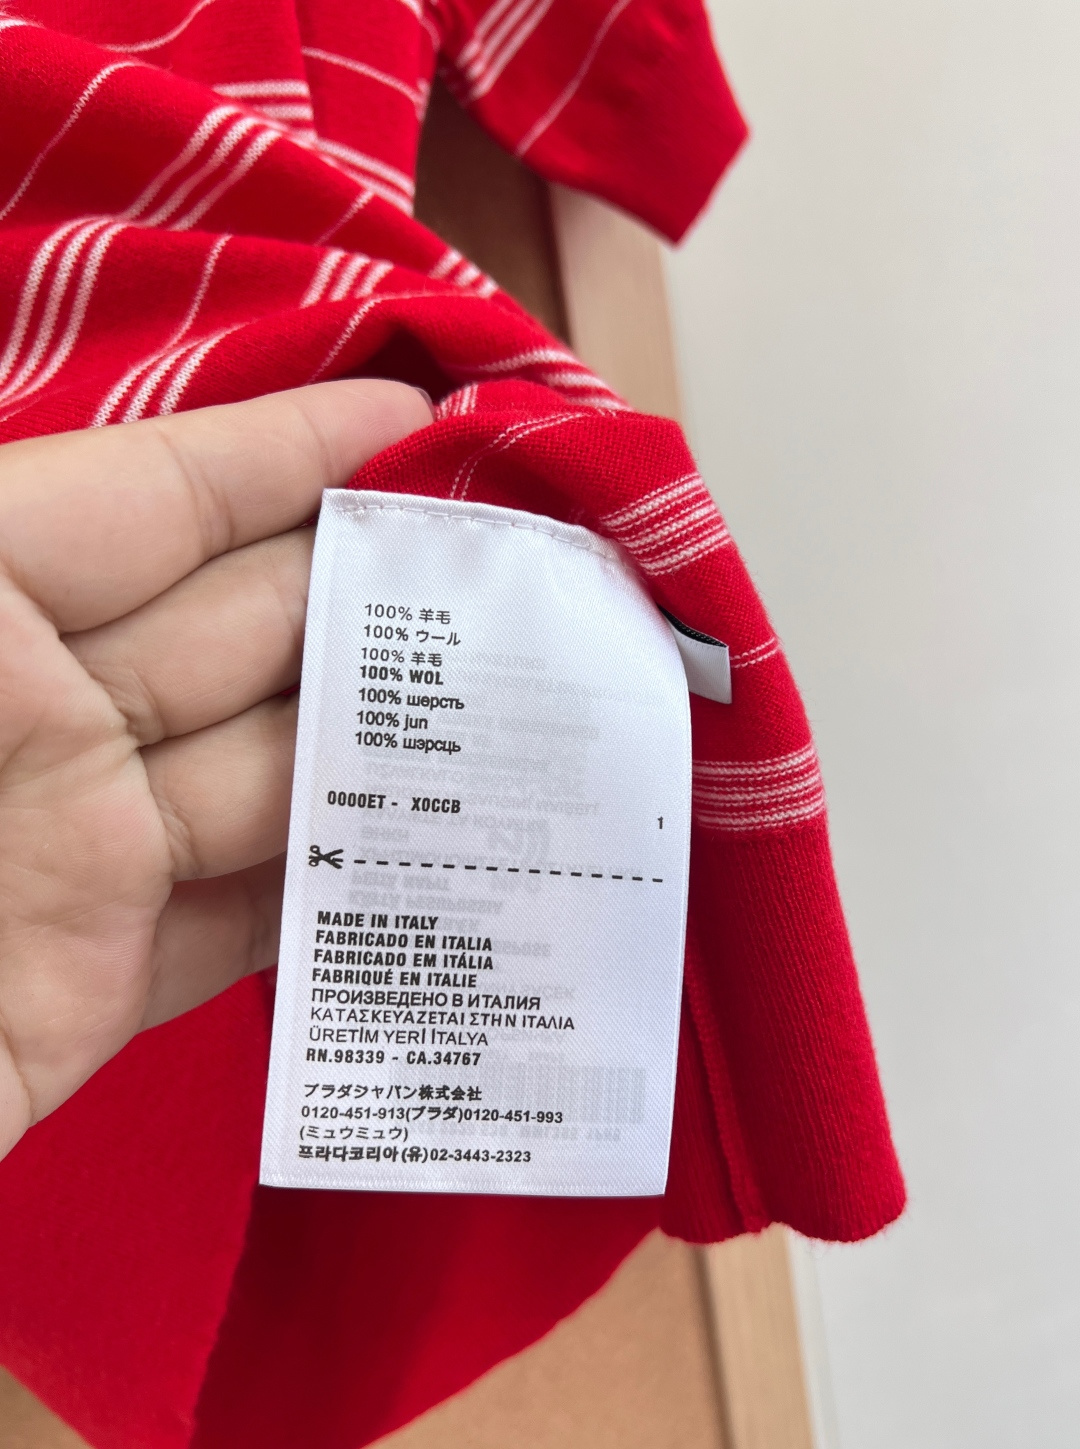 100% 羊毛
100% ウール
100% 羊毛
100% WOL
100% шерсть
100% jun
100% шэрсць
0000ET - X0CCB
1
MADE IN ITALY
FABRICADO EN ITALIA
FABRICADO EM ITÁLIA
FABRIQUÉ EN ITALIE
ПРОИЗВЕДЕНО В ИТАЛИЯ
ΚΑΤΑΣΚΕΥΑΖΕΤΑΙ ΣΤΗΝ ΙΤΑΛΙΑ
ÜRETİM YERİ İTALYA
RN.98339 - CA.34767
プラダジャパン株式会社
0120-451-913(プラダ)0120-451-993
(ミュウミュウ)
프라다코리아(유)02-3443-2323